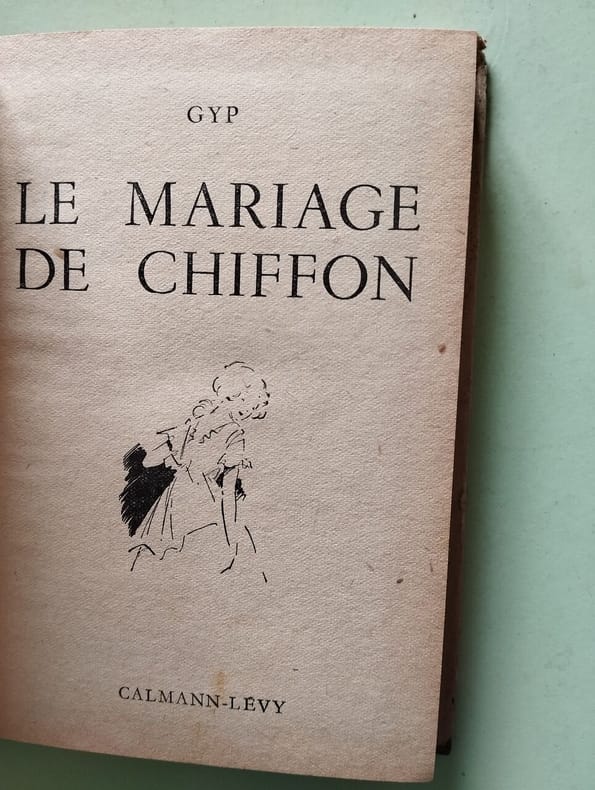 GYP
LE MARIAGE
DE CHIFFON
CALMANN-LÉVY